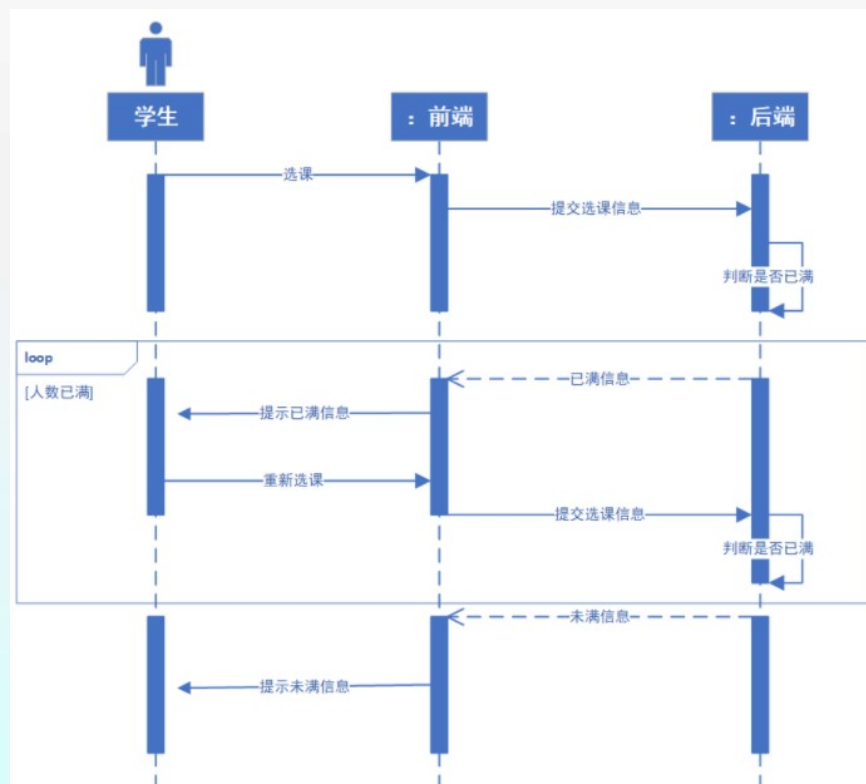 学生
：前端
：后端
选课
提交选课信息
判断是否已满
loop
[人数已满]
已满信息
提示已满信息
重新选课
提交选课信息
判断是否已满
未满信息
提示未满信息